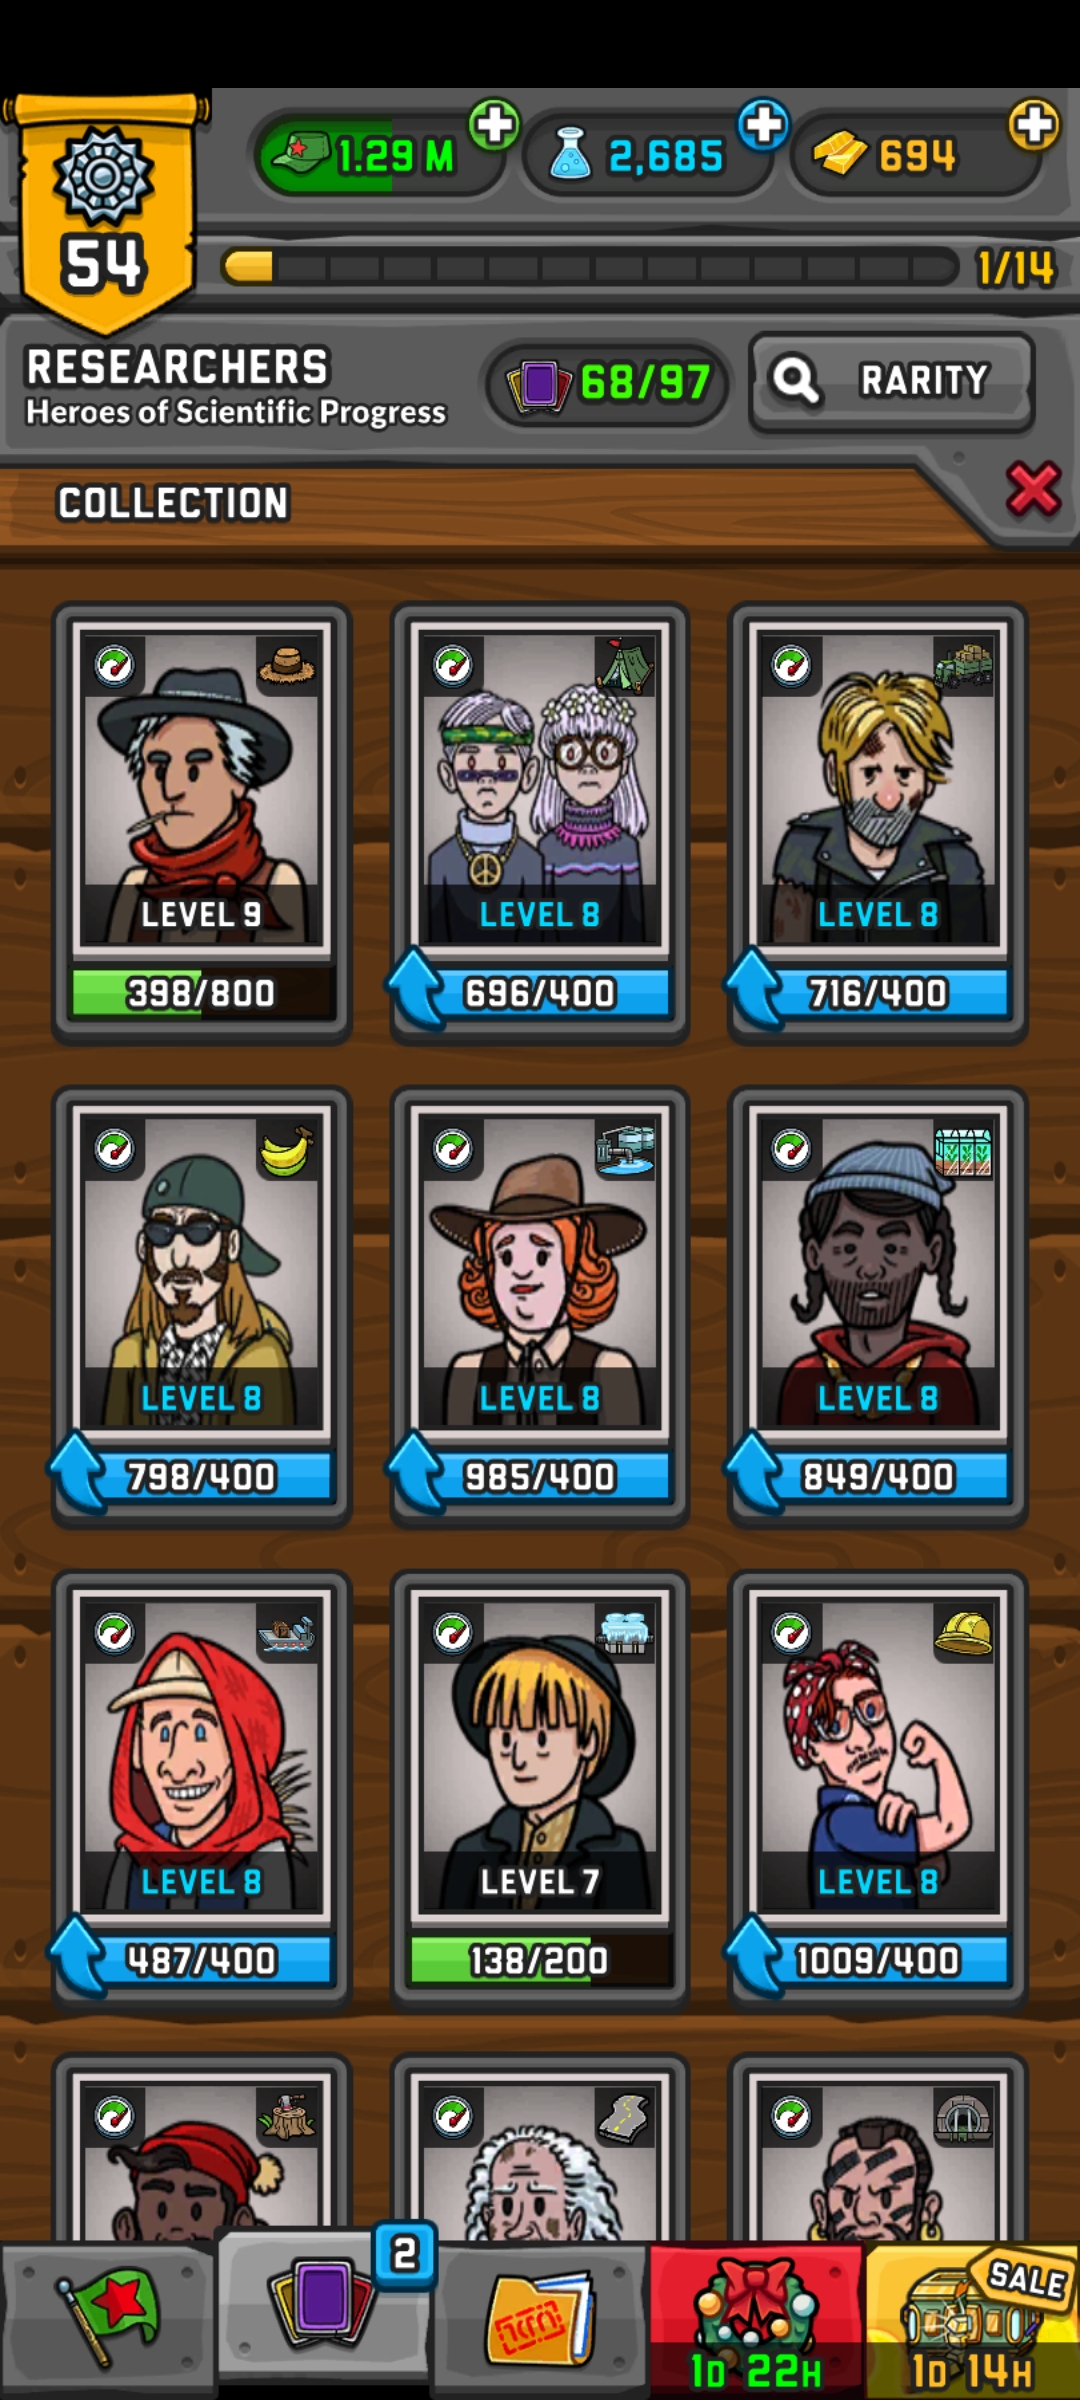 1.29 M
2,685
694
54
1/14
RESEARCHERS
Heroes of Scientific Progress
68/97
RARITY
COLLECTION
LEVEL 9
LEVEL 8
LEVEL 8
398/800
696/400
716/400
LEVEL 8
LEVEL 8
LEVEL 8
798/400
985/400
849/400
LEVEL 8
LEVEL 7
LEVEL 8
487/400
138/200
1009/400
2
SALE
1D 22H
1D 14H